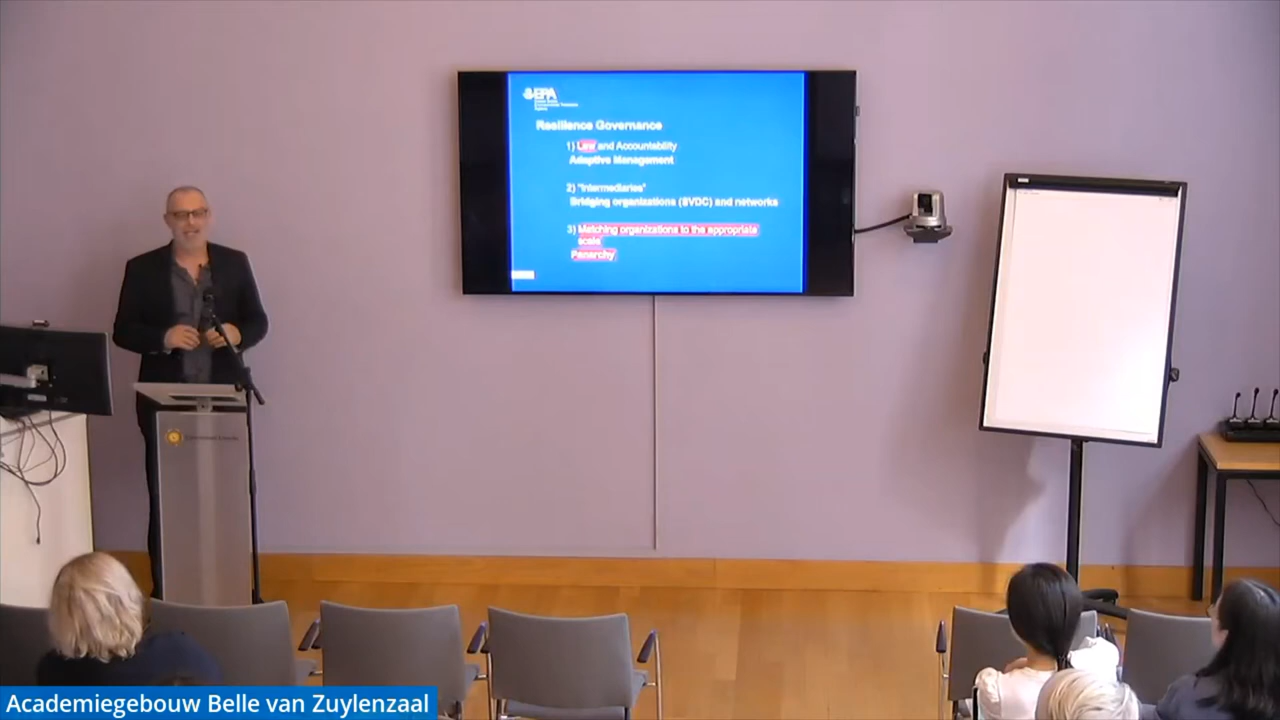 EPA
Resilience Governance
1) Law and Accountability
Adaptive Management
2) "Intermediaries"
Bridging organizations (SVDC) and networks
3) Matching organizations to the appropriate
scale
Panarchy
Academiegebouw Belle van Zuylenzaal